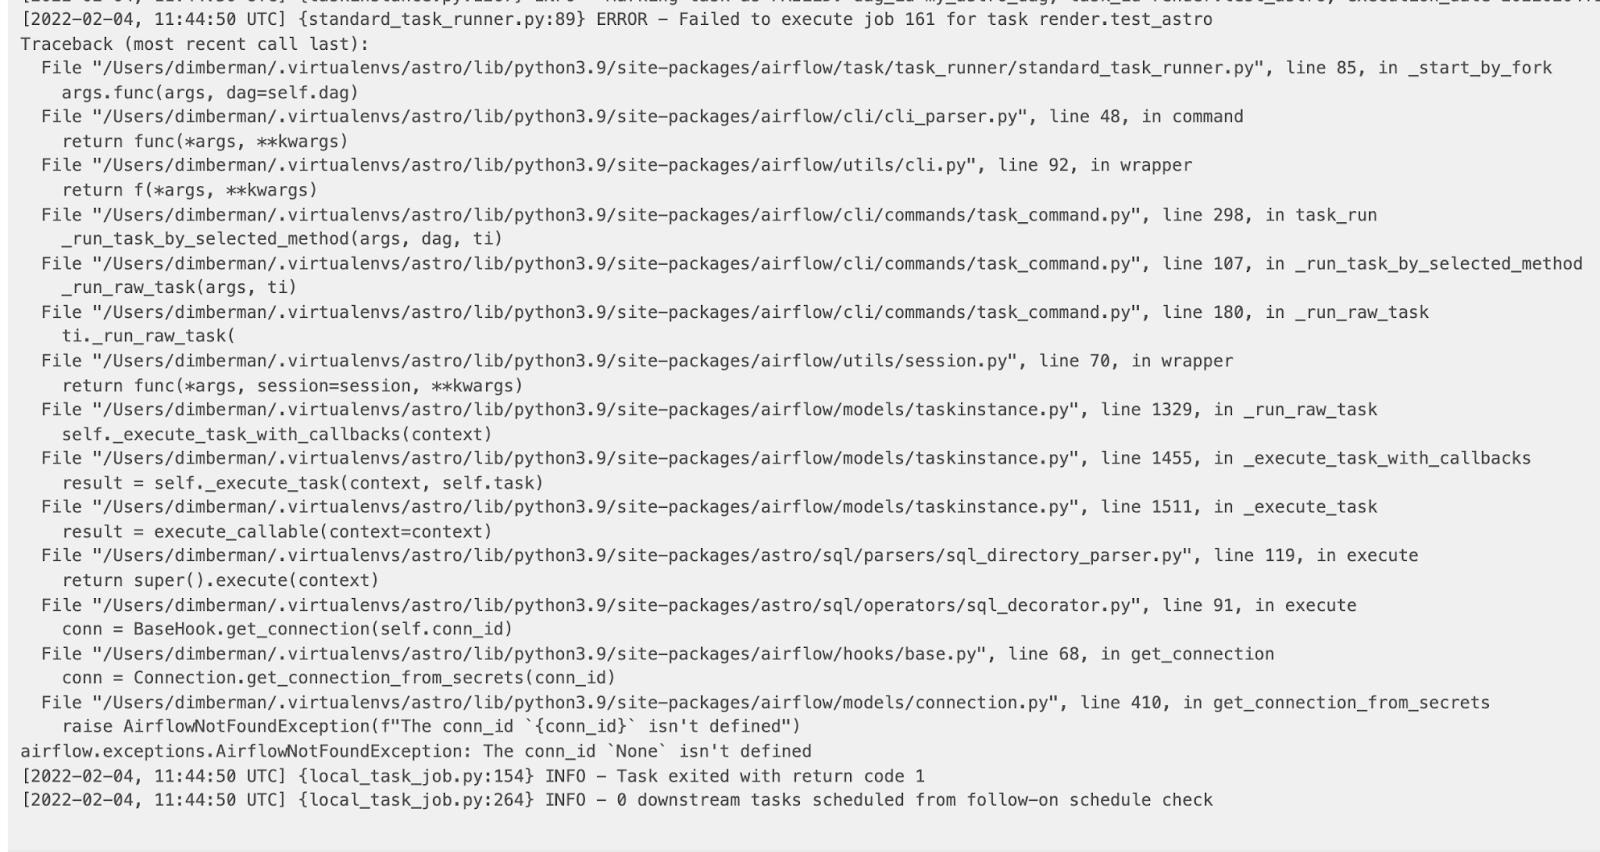 [2022-02-04, 11:44:50 UTC] {standard_task_runner.py:89} ERROR - Failed to execute job 161 for task render.test_astro
Traceback (most recent call last):
  File "/Users/dimberman/.virtualenvs/astro/lib/python3.9/site-packages/airflow/task/task_runner/standard_task_runner.py", line 85, in _start_by_fork
    args.func(args, dag=self.dag)
  File "/Users/dimberman/.virtualenvs/astro/lib/python3.9/site-packages/airflow/cli/cli_parser.py", line 48, in command
    return func(*args, **kwargs)
  File "/Users/dimberman/.virtualenvs/astro/lib/python3.9/site-packages/airflow/utils/cli.py", line 92, in wrapper
    return f(*args, **kwargs)
  File "/Users/dimberman/.virtualenvs/astro/lib/python3.9/site-packages/airflow/cli/commands/task_command.py", line 298, in task_run
    _run_task_by_selected_method(args, dag, ti)
  File "/Users/dimberman/.virtualenvs/astro/lib/python3.9/site-packages/airflow/cli/commands/task_command.py", line 107, in _run_task_by_selected_method
    _run_raw_task(args, ti)
  File "/Users/dimberman/.virtualenvs/astro/lib/python3.9/site-packages/airflow/cli/commands/task_command.py", line 180, in _run_raw_task
    ti._run_raw_task(
  File "/Users/dimberman/.virtualenvs/astro/lib/python3.9/site-packages/airflow/utils/session.py", line 70, in wrapper
    return func(*args, session=session, **kwargs)
  File "/Users/dimberman/.virtualenvs/astro/lib/python3.9/site-packages/airflow/models/taskinstance.py", line 1329, in _run_raw_task
    self._execute_task_with_callbacks(context)
  File "/Users/dimberman/.virtualenvs/astro/lib/python3.9/site-packages/airflow/models/taskinstance.py", line 1455, in _execute_task_with_callbacks
    result = self._execute_task(context, self.task)
  File "/Users/dimberman/.virtualenvs/astro/lib/python3.9/site-packages/airflow/models/taskinstance.py", line 1511, in _execute_task
    result = execute_callable(context=context)
  File "/Users/dimberman/.virtualenvs/astro/lib/python3.9/site-packages/astro/sql/parsers/sql_directory_parser.py", line 119, in execute
    return super().execute(context)
  File "/Users/dimberman/.virtualenvs/astro/lib/python3.9/site-packages/astro/sql/operators/sql_decorator.py", line 91, in execute
    conn = BaseHook.get_connection(self.conn_id)
  File "/Users/dimberman/.virtualenvs/astro/lib/python3.9/site-packages/airflow/hooks/base.py", line 68, in get_connection
    conn = Connection.get_connection_from_secrets(conn_id)
  File "/Users/dimberman/.virtualenvs/astro/lib/python3.9/site-packages/airflow/models/connection.py", line 410, in get_connection_from_secrets
    raise AirflowNotFoundException(f"The conn_id `{conn_id}` isn't defined")
airflow.exceptions.AirflowNotFoundException: The conn_id `None` isn't defined
[2022-02-04, 11:44:50 UTC] {local_task_job.py:154} INFO - Task exited with return code 1
[2022-02-04, 11:44:50 UTC] {local_task_job.py:264} INFO - 0 downstream tasks scheduled from follow-on schedule check